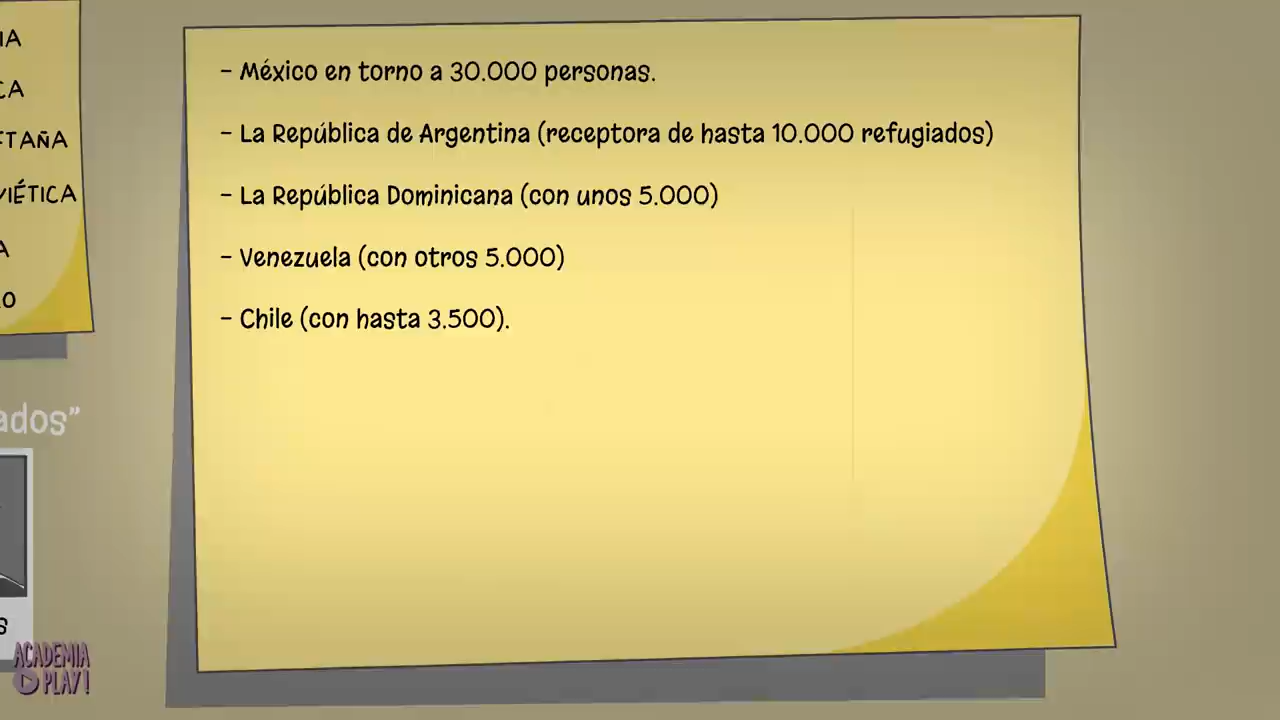 - México en torno a 30.000 personas.
- La República de Argentina (receptora de hasta 10.000 refugiados)
- La República Dominicana (con unos 5.000)
- Venezuela (con otros 5.000)
- Chile (con hasta 3.500).
ACADEMIA
PLAY!